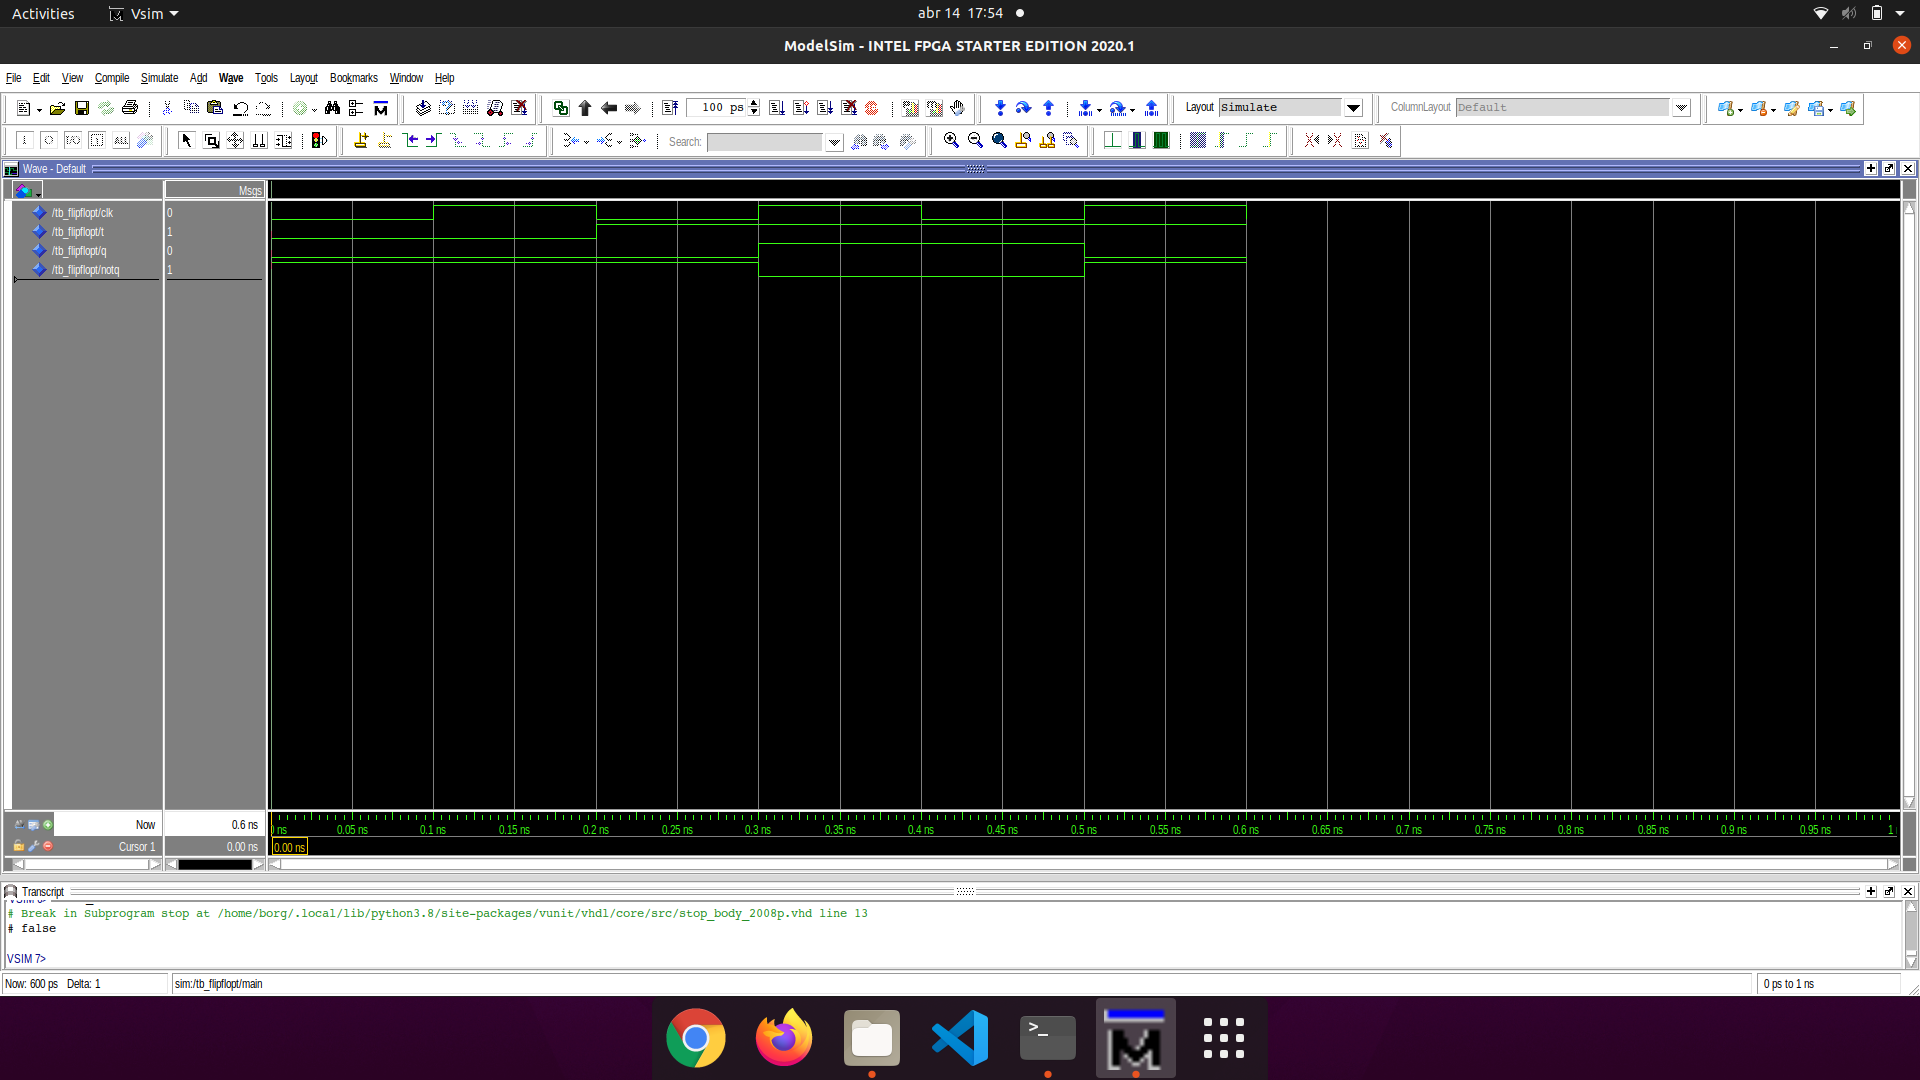 Activities Vsim abr 14 17:54
ModelSim - INTEL FPGA STARTER EDITION 2020.1
File Edit View Compile Simulate Add Wave Tools Layout Bookmarks Window Help
100 ps Layout Simulate ColumnLayout Default
Search:
Wave - Default
Msgs
/tb_flipflopt/clk 0
/tb_flipflopt/t 1
/tb_flipflopt/q 0
/tb_flipflopt/notq 1
Now 0.6 ns
0.05 ns 0.1 ns 0.15 ns 0.2 ns 0.25 ns 0.3 ns 0.35 ns 0.4 ns 0.45 ns 0.5 ns 0.55 ns 0.6 ns 0.65 ns 0.7 ns 0.75 ns 0.8 ns 0.85 ns 0.9 ns 0.95 ns 1
Cursor 1 0.00 ns 0.00 ns
Transcript
# Break in Subprogram stop at /home/borg/.local/lib/python3.8/site-packages/vunit/vhdl/core/src/stop_body_2008p.vhd line 13
# false
VSIM 7>
Now: 600 ps Delta: 1 sim:/tb_flipflopt/main 0 ps to 1 ns